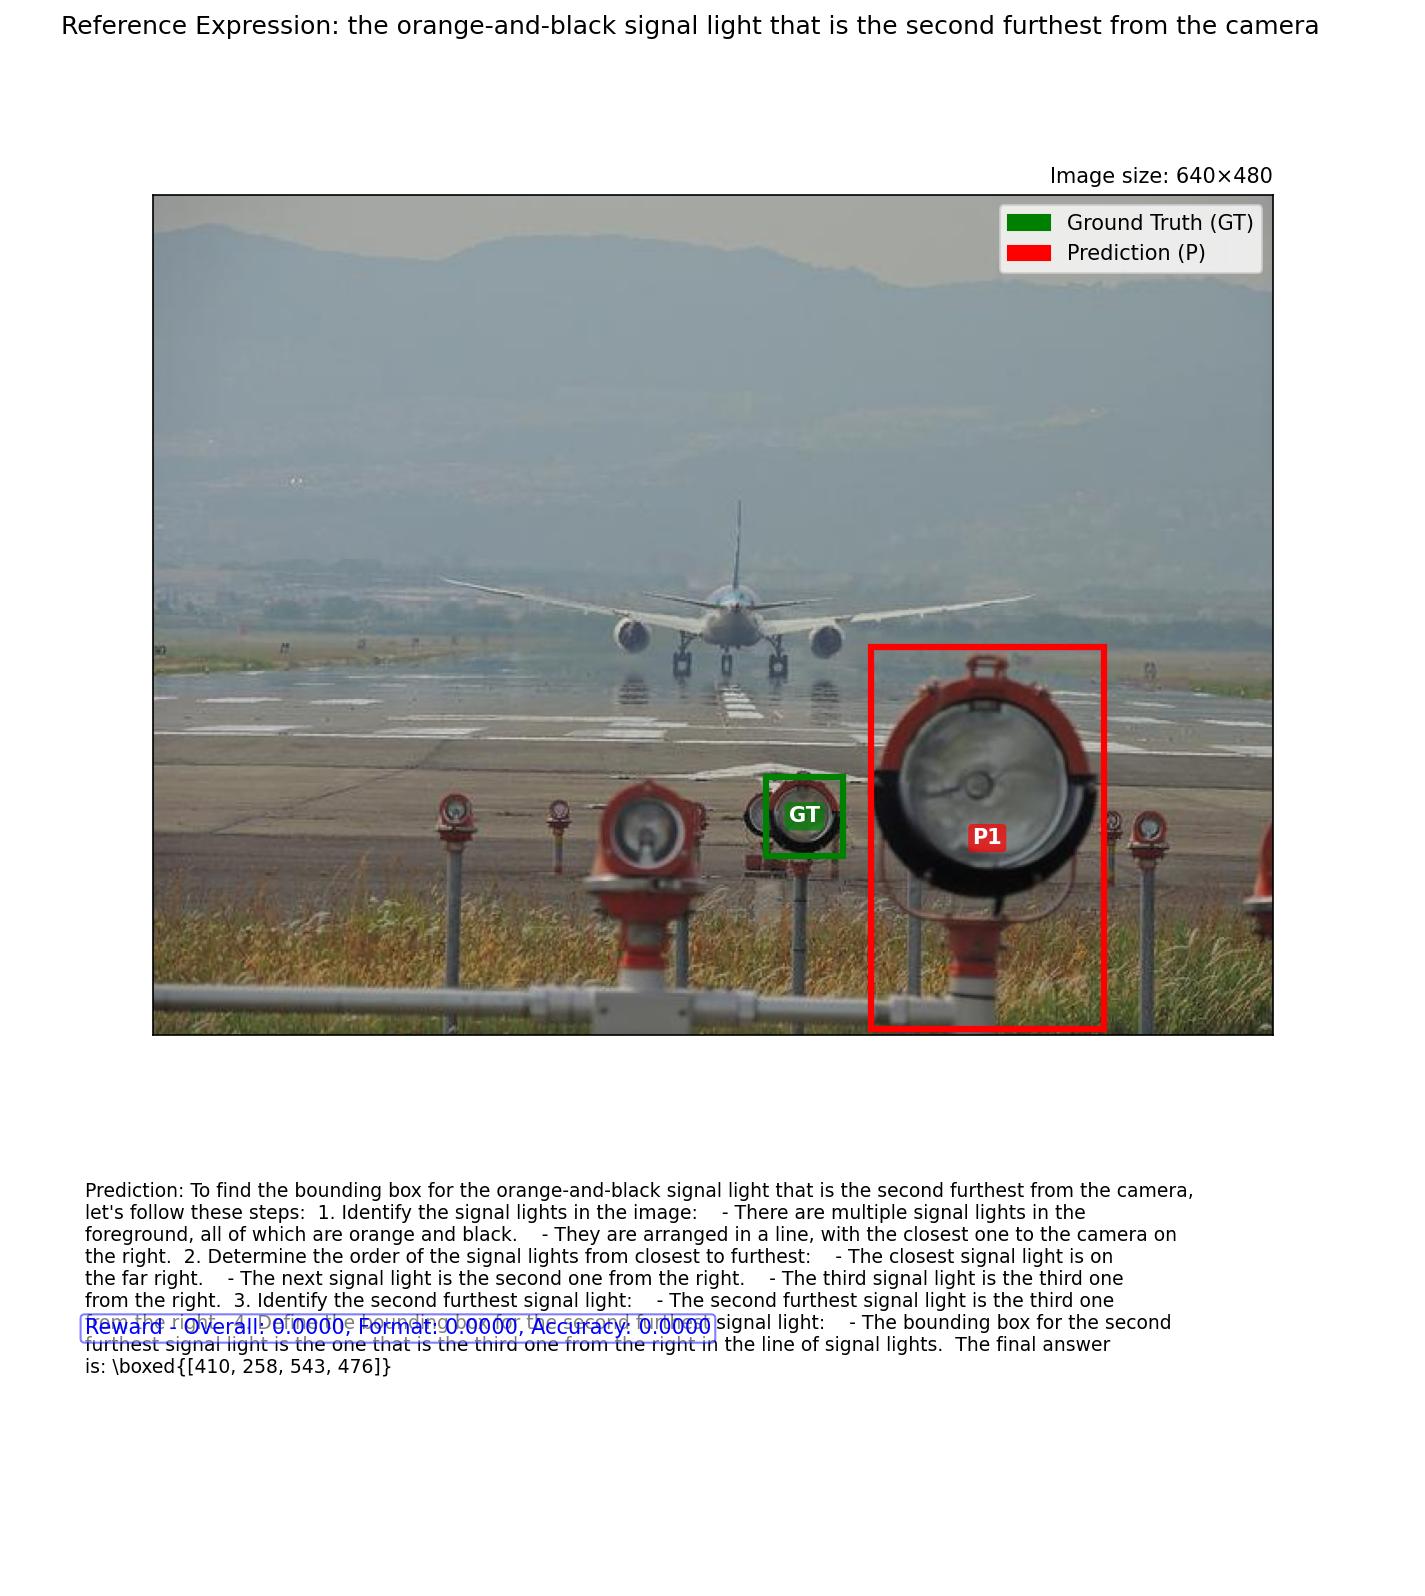 Reference Expression: the orange-and-black signal light that is the second furthest from the camera
Image size: 640×480
Ground Truth (GT)
Prediction (P)
GT
P1
Prediction: To find the bounding box for the orange-and-black signal light that is the second furthest from the camera,
let's follow these steps:  1. Identify the signal lights in the image:    - There are multiple signal lights in the
foreground, all of which are orange and black.    - They are arranged in a line, with the closest one to the camera on
the right.  2. Determine the order of the signal lights from closest to furthest:    - The closest signal light is on
the far right.    - The next signal light is the second one from the right.    - The third signal light is the third one
from the right.  3. Identify the second furthest signal light:    - The second furthest signal light is the third one
from the right.  4. Define the bounding box for the second furthest signal light:    - The bounding box for the second
Reward - Overall: 0.0000, Format: 0.0000, Accuracy: 0.0000
furthest signal light is the one that is the third one from the right in the line of signal lights.  The final answer
is: \boxed{[410, 258, 543, 476]}